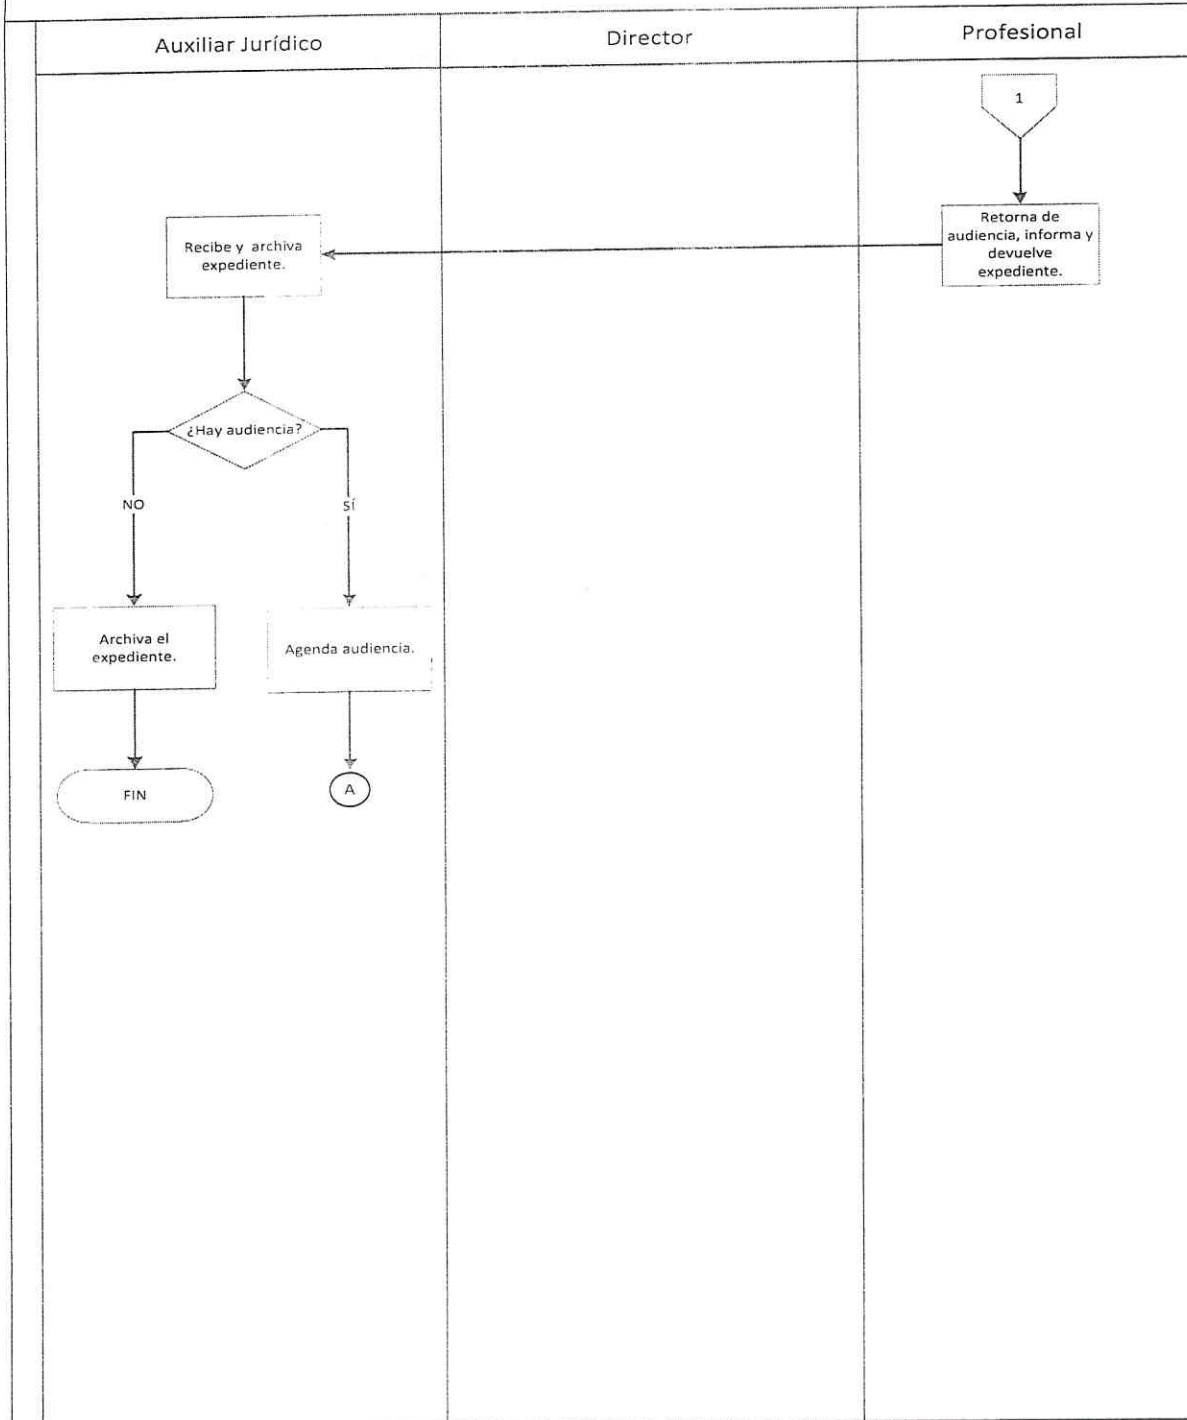 Auxiliar Jurídico
Director
Profesional
1
Retorna de
audiencia, informa y
devuelve
expediente.
Recibe y archiva
expediente.
¿Hay audiencia?
NO
SÍ
Archiva el
expediente.
Agenda audiencia.
FIN
A